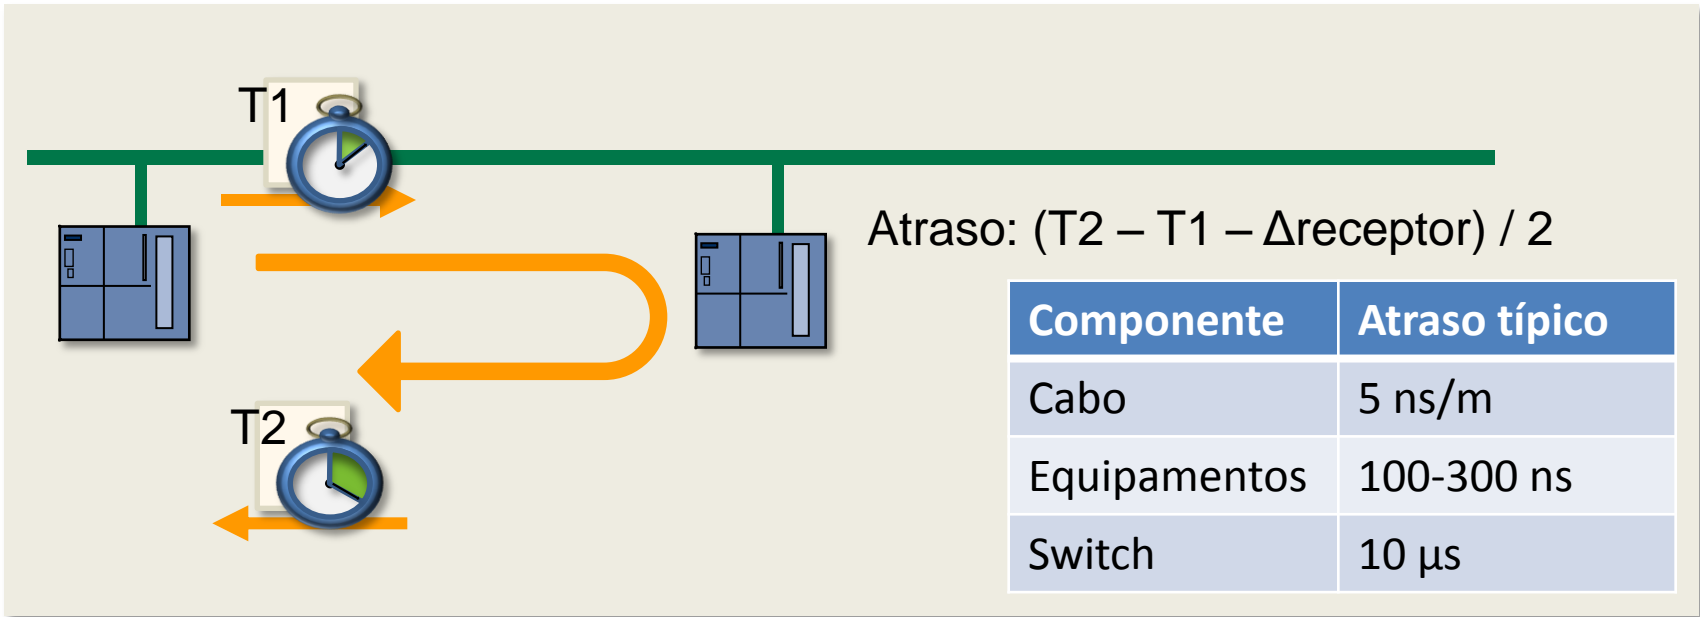 T1
Atraso: (T2 – T1 – Δreceptor) / 2
Componente Atraso típico
Cabo 5 ns/m
T2
Equipamentos 100-300 ns
Switch 10 µs